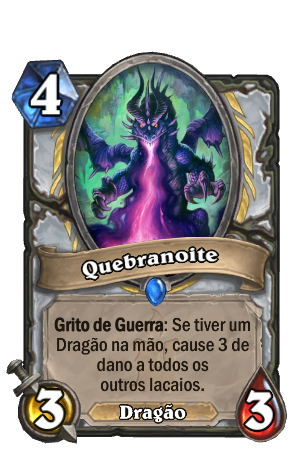 4
Quebranoite
Grito de Guerra: Se tiver um
Dragão na mão, cause 3 de
dano a todos os
outros lacaios.
3
Dragão
3